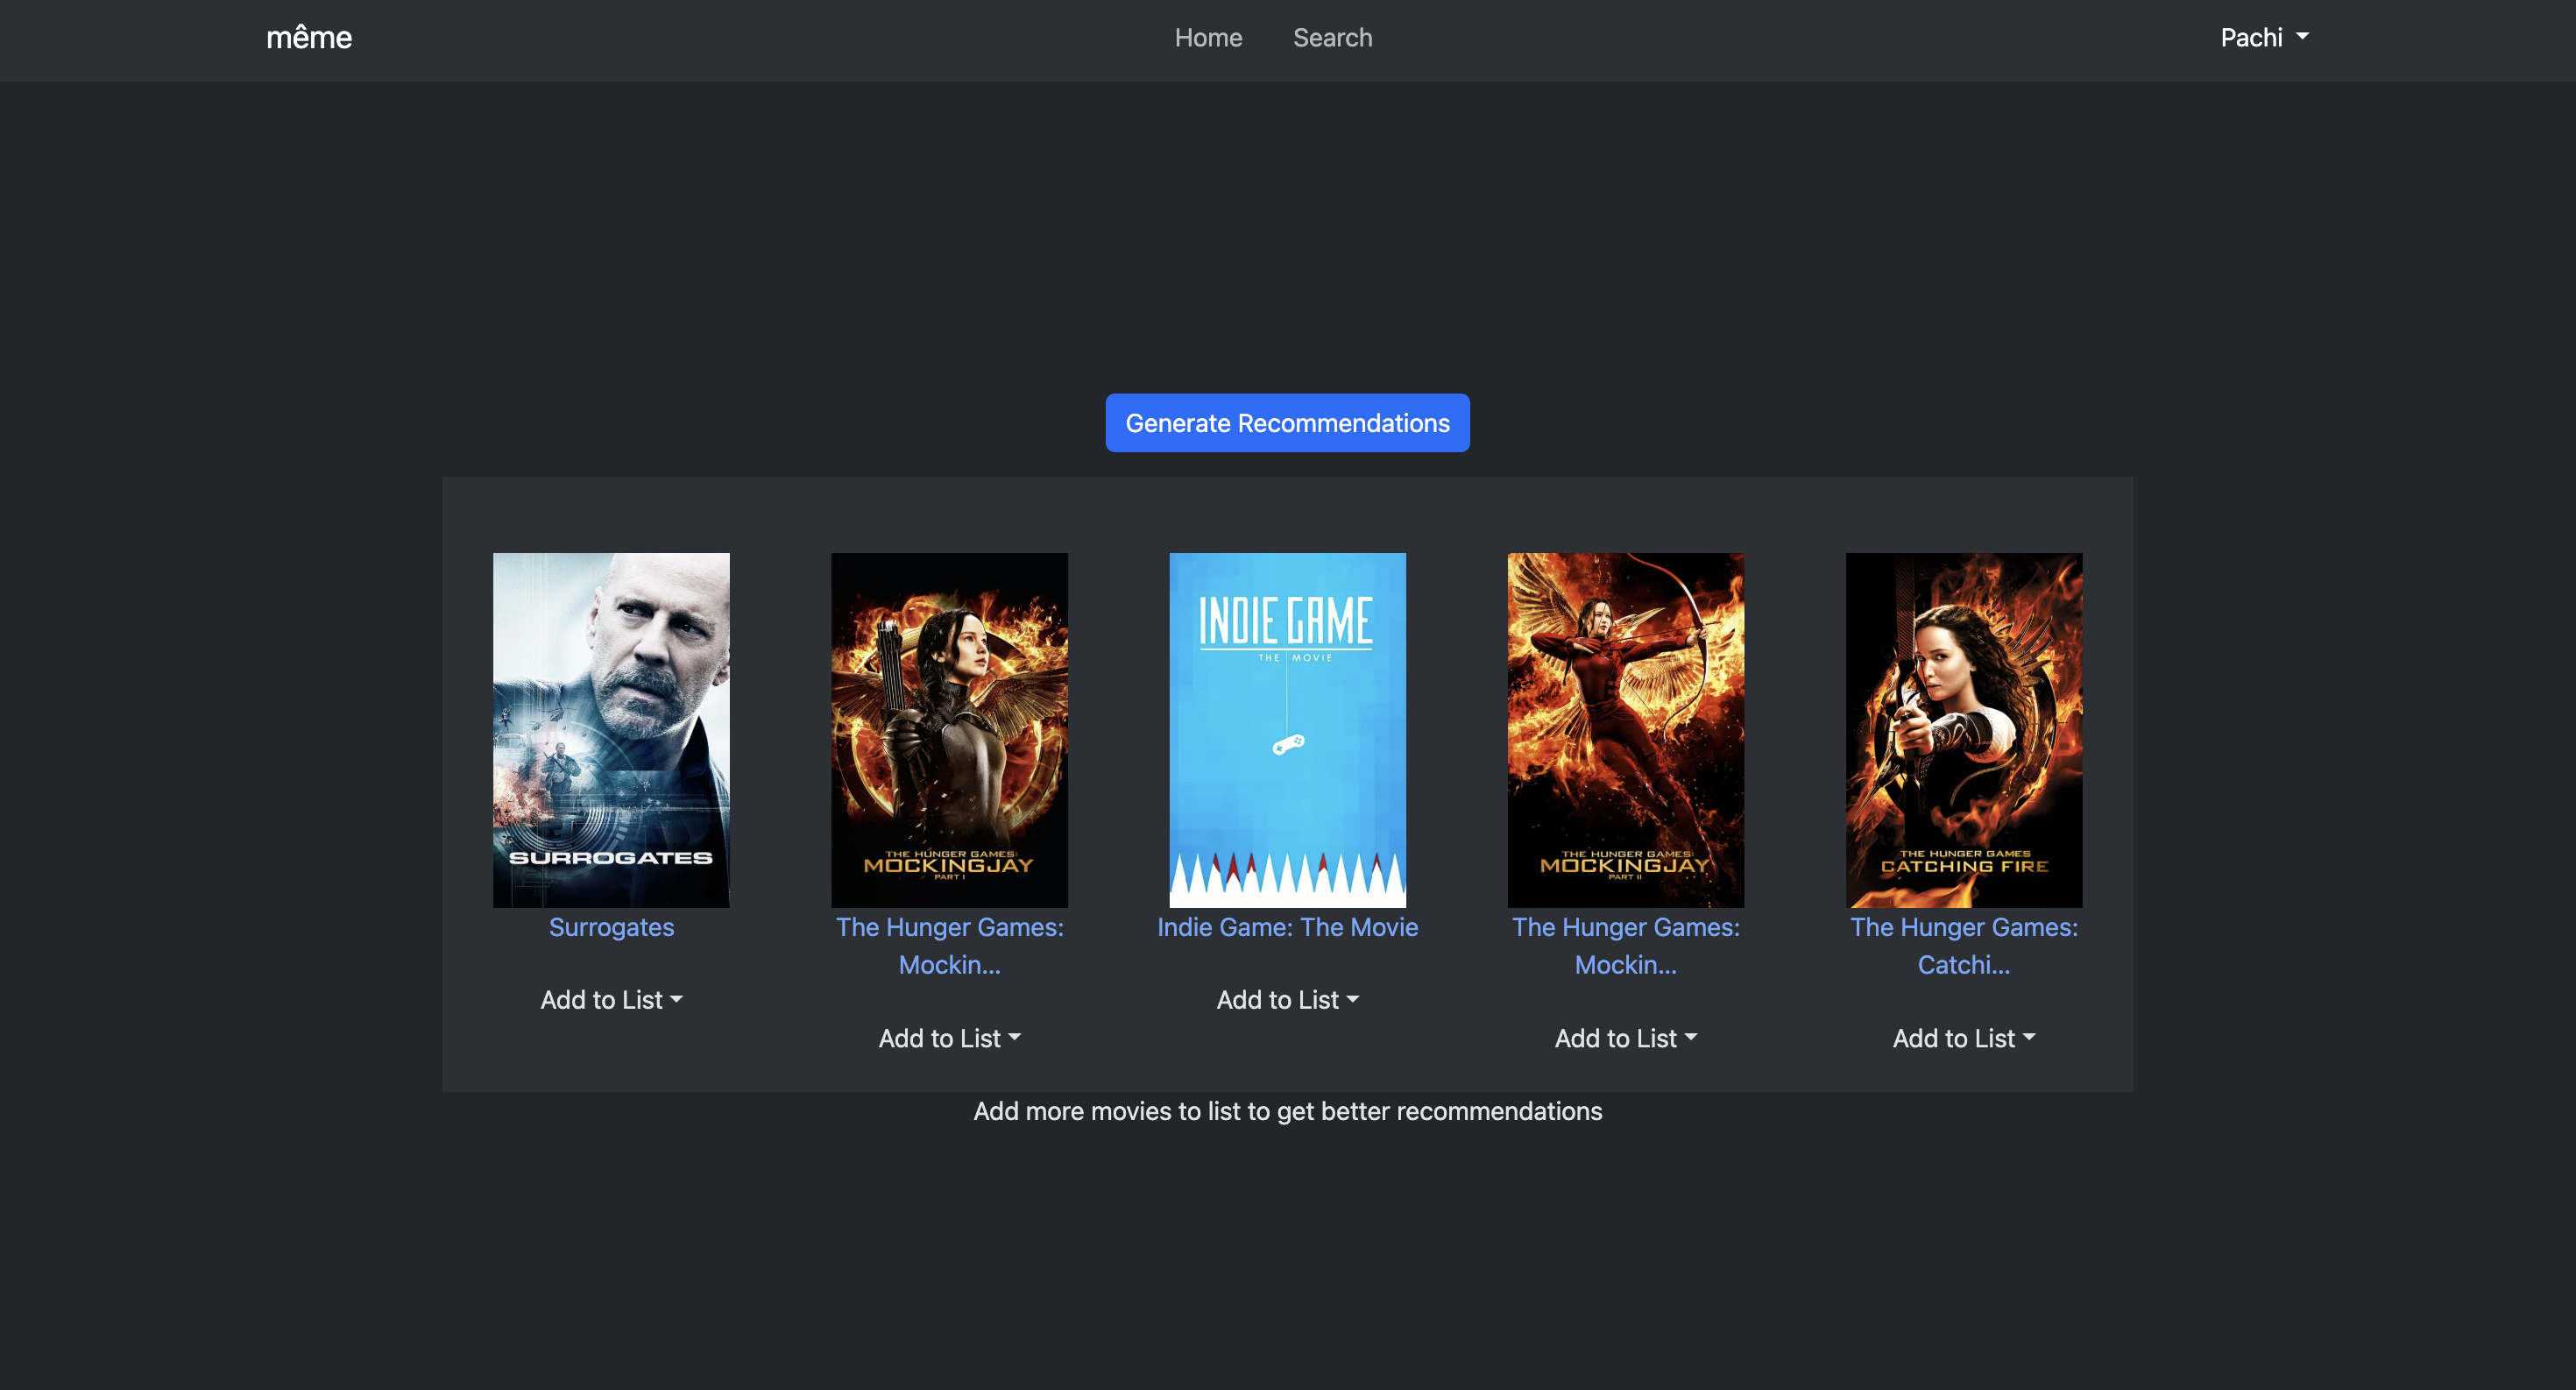 même
Home
Search
Pachi
Generate Recommendations
SURROGATES
THE HUNGER GAMES:
MOCKINGJAY
PART I
INDIE GAME
THE MOVIE
THE HUNGER GAMES:
MOCKINGJAY
PART II
THE HUNGER GAMES
CATCHING FIRE
Surrogates
Add to List
The Hunger Games:
Mockin...
Add to List
Indie Game: The Movie
Add to List
The Hunger Games:
Mockin...
Add to List
The Hunger Games:
Catchi...
Add to List
Add more movies to list to get better recommendations